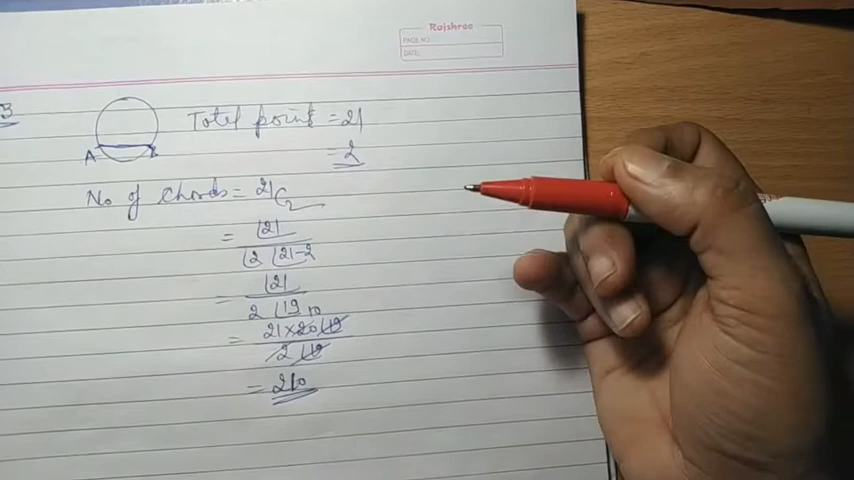 Rajshree
PAGE NO.
DATE:
3
Total point = 21
= 2
A B
No of chords = 21C2
= ⌊21
⌊2 ⌊21-2
= ⌊21
2 ⌊19 10
= 21×20⌊19
2 ⌊19
= 210